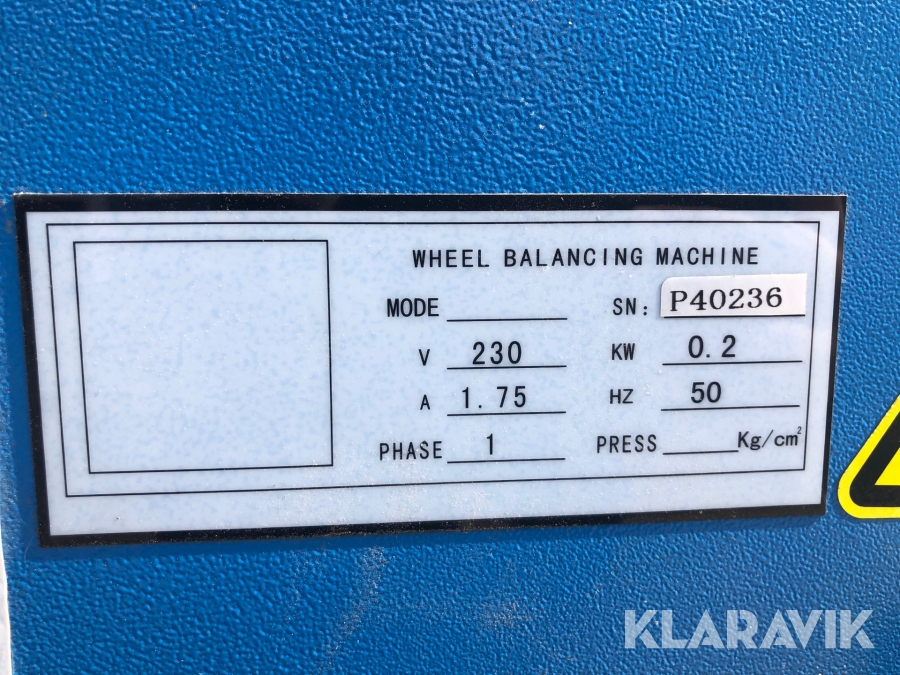 WHEEL BALANCING MACHINE
MODE SN: P40236
V 230 KW 0.2
A 1.75 HZ 50
PHASE 1 PRESS Kg/cm²
KLARAVIK